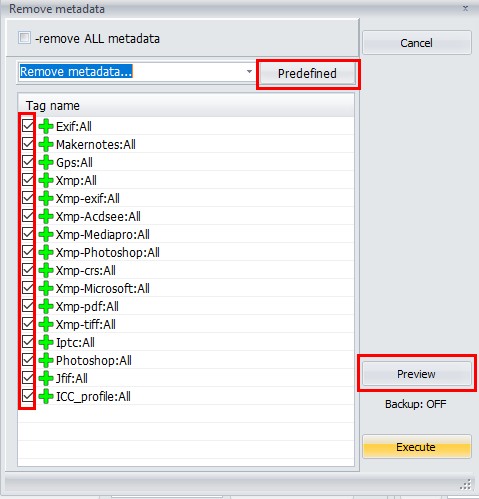 Remove metadata
-remove ALL metadata
Cancel
Remove metadata...
Predefined
Tag name
Exif:All
Makernotes:All
Gps:All
Xmp:All
Xmp-exif:All
Xmp-Acdsee:All
Xmp-Mediapro:All
Xmp-Photoshop:All
Xmp-crs:All
Xmp-Microsoft:All
Xmp-pdf:All
Xmp-tiff:All
Iptc:All
Photoshop:All
Jfif:All
ICC_profile:All
Preview
Backup: OFF
Execute